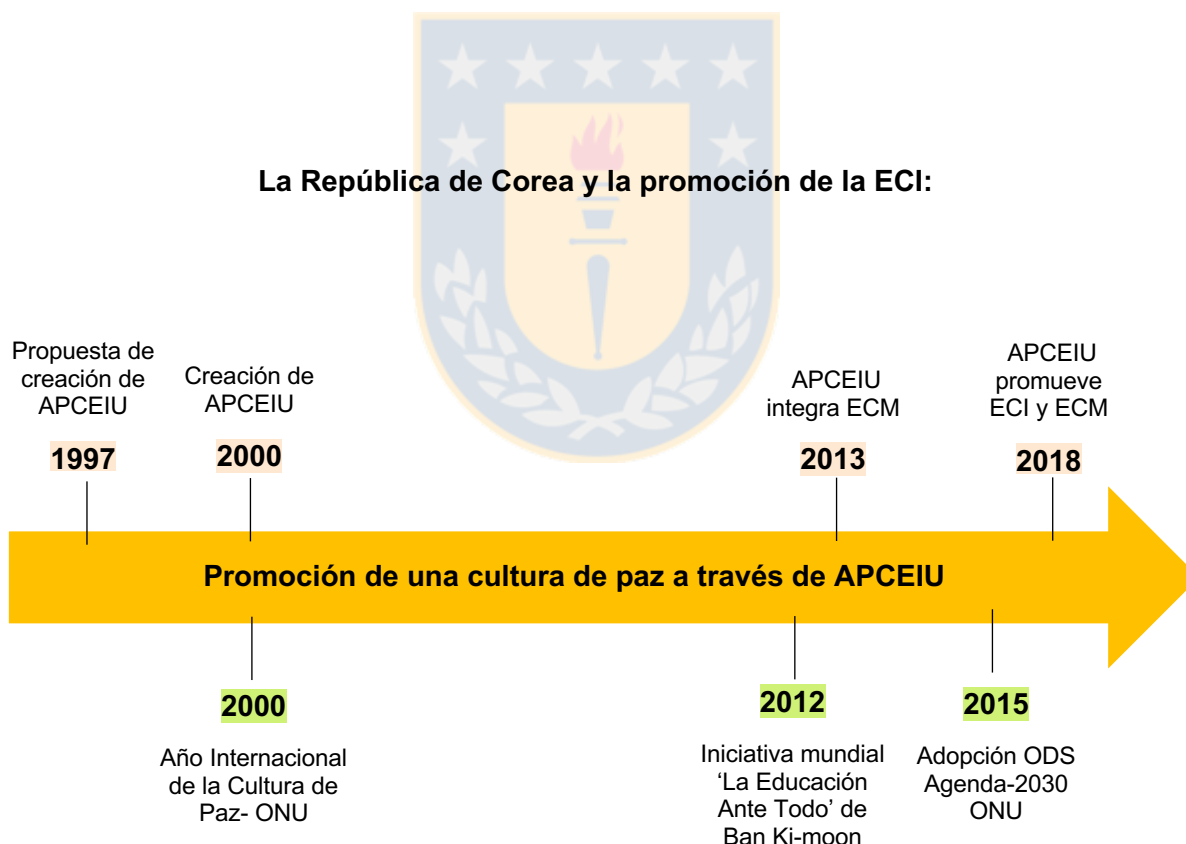 La República de Corea y la promoción de la ECI:
Propuesta de
creación de
APCEIU
1997
Creación de
APCEIU
2000
APCEIU
integra ECM
2013
APCEIU
promueve
ECI y ECM
2018
Promoción de una cultura de paz a través de APCEIU
2000
Año Internacional
de la Cultura de
Paz- ONU
2012
Iniciativa mundial
‘La Educación
Ante Todo’ de
Ban Ki-moon
2015
Adopción ODS
Agenda-2030
ONU